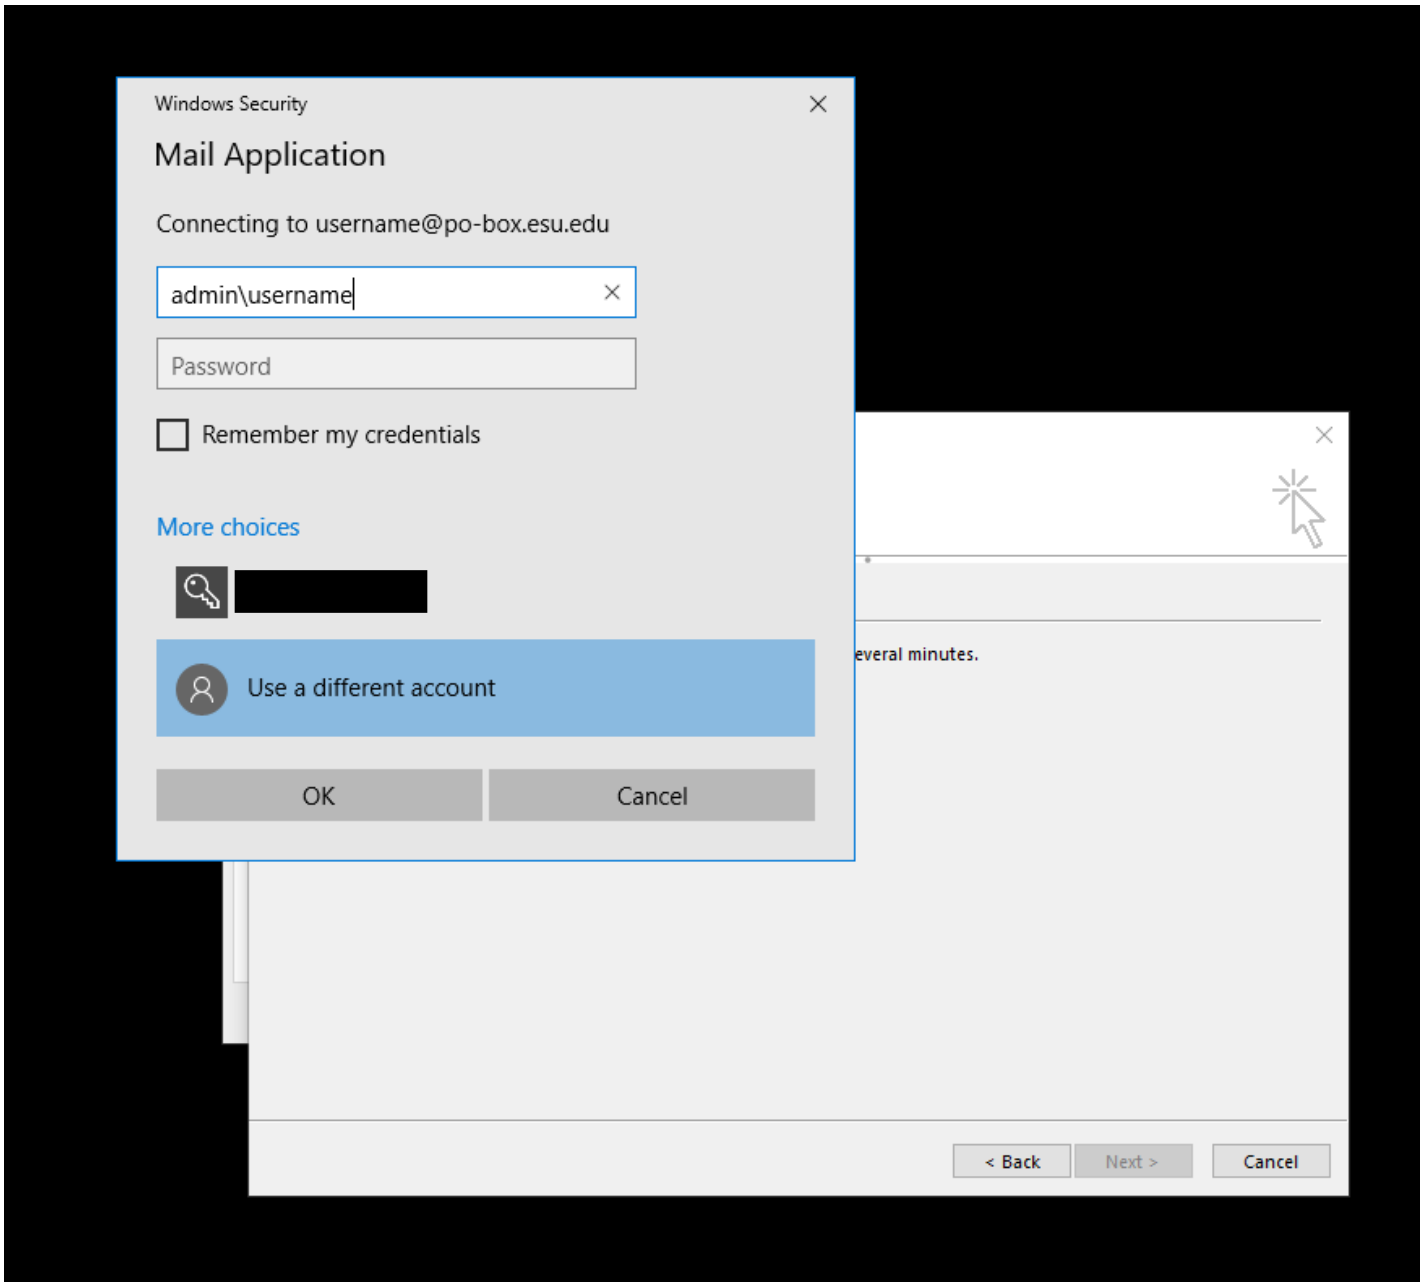 Windows Security
Mail Application
Connecting to username@po-box.esu.edu
admin\username
Password
Remember my credentials
More choices
Use a different account
OK Cancel
everal minutes.
< Back Next > Cancel